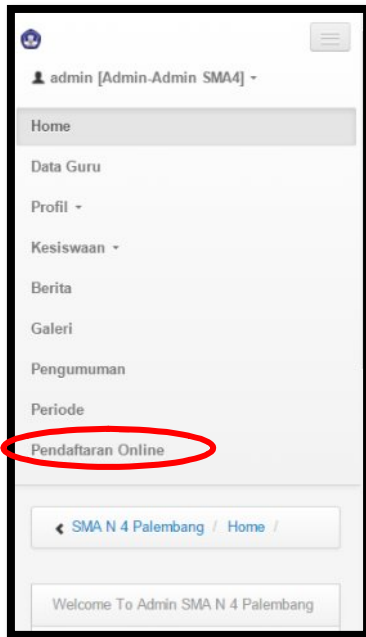 admin [Admin-Admin SMA4]
Home
Data Guru
Profil
Kesiswaan
Berita
Galeri
Pengumuman
Periode
Pendaftaran Online
SMA N 4 Palembang / Home /
Welcome To Admin SMA N 4 Palembang